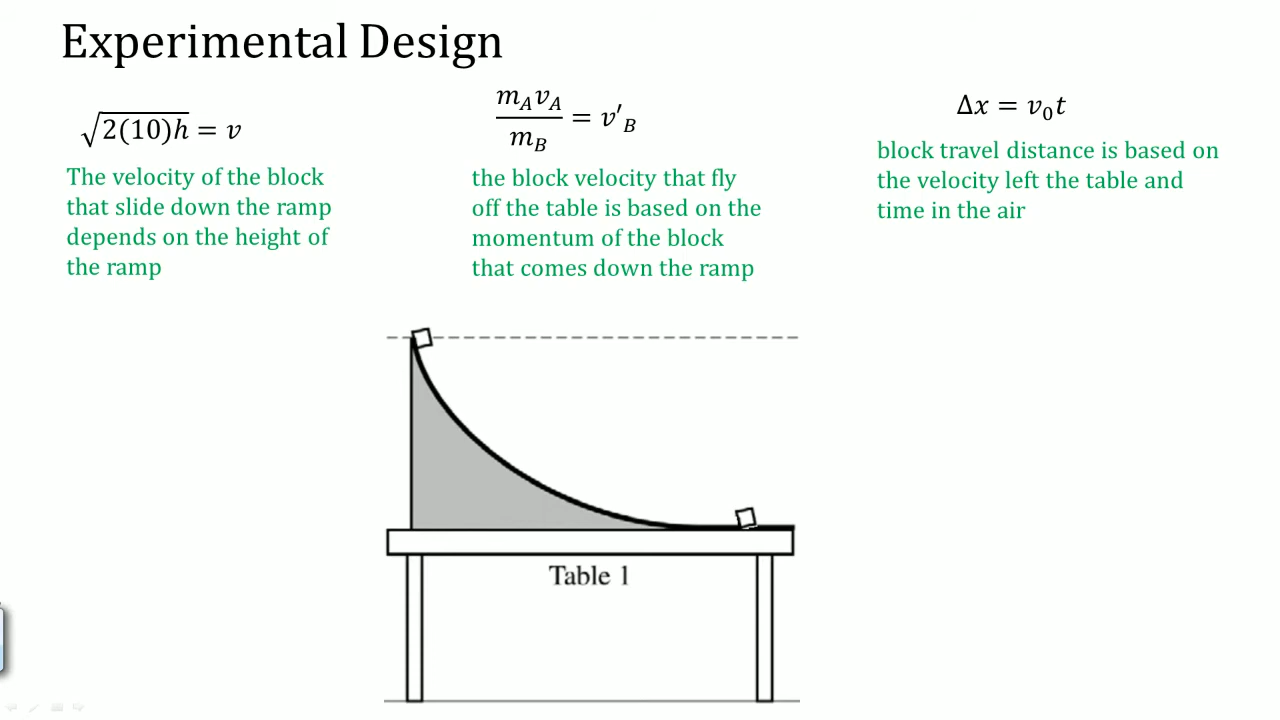 Experimental Design
√2(10)h = v
The velocity of the block
that slide down the ramp
depends on the height of
the ramp
m_A v_A / m_B = v'_B
the block velocity that fly
off the table is based on the
momentum of the block
that comes down the ramp
Δx = v₀t
block travel distance is based on
the velocity left the table and
time in the air
Table 1